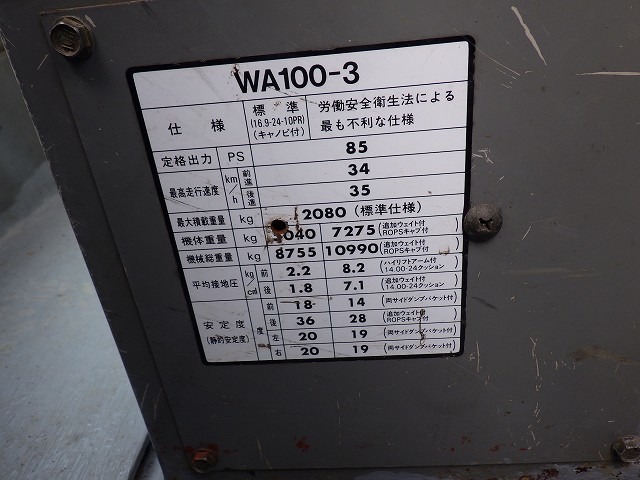 WA100-3
仕様 標準 (16.9-24-10PR) (キャノピ付) 労働安全衛生法による 最も不利な仕様
定格出力 PS 85
最高走行速度 km/h 前進 34
後進 35
最大積載重量 kg 2080 (標準仕様)
機体重量 kg 040 7275 (追加ウェイト付 ROPSキャブ付)
機械総重量 kg 8755 10990 (追加ウェイト付 ROPSキャブ付)
平均接地圧 kg/c㎡ 前 2.2 8.2 (ハイリフトアーム付 14.00-24クッション)
後 1.8 7.1 (追加ウェイト付 14.00-24クッション)
安定度 (静的安定度) 度 前 18 14 (両サイドダンプバケット付)
後 36 28 (追加ウェイト付 ROPSキャブ付)
左 20 19 (両サイドダンプバケット付)
右 20 19 (両サイドダンプバケット付)